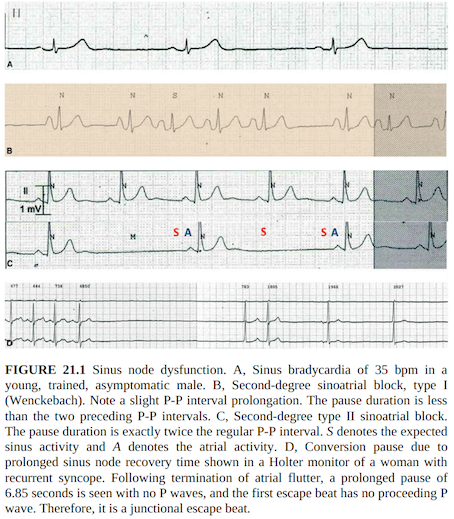 II
A
N N S N N N N
B
II N N N N N N
1 mV
N M S A N S S A N N
C
677 684 736
783 1005
D
FIGURE 21.1 Sinus node dysfunction. A, Sinus bradycardia of 35 bpm in a
young, trained, asymptomatic male. B, Second-degree sinoatrial block, type I
(Wenckebach). Note a slight P-P interval prolongation. The pause duration is
less than the two preceding P-P intervals. C, Second-degree type II sinoatrial block.
The pause duration is exactly twice the regular P-P interval. S denotes the expected
sinus activity and A denotes the atrial activity. D, Conversion pause due to
prolonged sinus node recovery time shown in a Holter monitor of a woman with
recurrent syncope. Following termination of atrial flutter, a prolonged pause of
6.85 seconds is seen with no P waves, and the first escape beat has no proceeding P
wave. Therefore, it is a junctional escape beat.